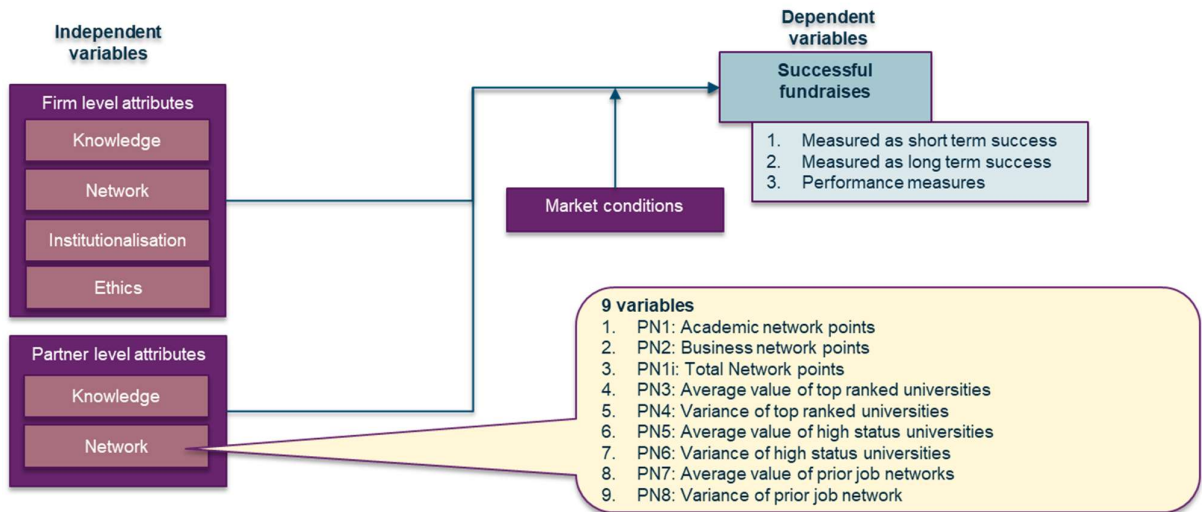 Independent
variables
Firm level attributes
Knowledge
Network
Institutionalisation
Ethics
Partner level attributes
Knowledge
Network
Market conditions
Dependent
variables
Successful
fundraises
1. Measured as short term success
2. Measured as long term success
3. Performance measures
9 variables
1. PN1: Academic network points
2. PN2: Business network points
3. PN1i: Total Network points
4. PN3: Average value of top ranked universities
5. PN4: Variance of top ranked universities
6. PN5: Average value of high status universities
7. PN6: Variance of high status universities
8. PN7: Average value of prior job networks
9. PN8: Variance of prior job network